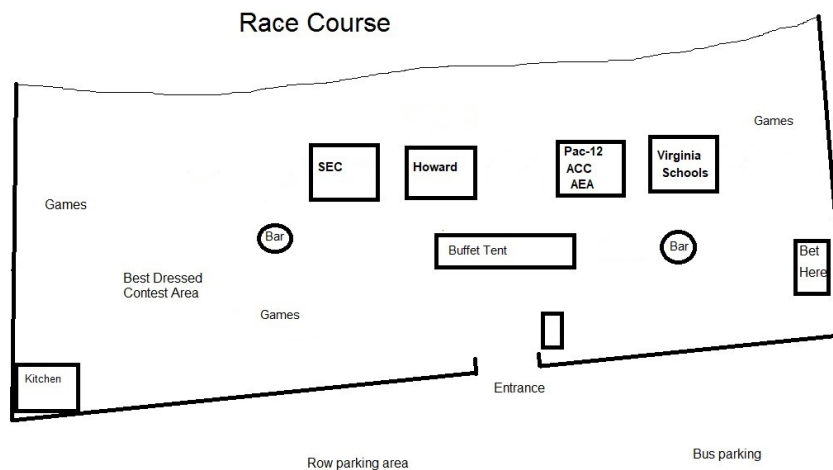 Race Course
Games
SEC
Howard
Pac-12
ACC
AEA
Virginia
Schools
Games
Bar
Buffet Tent
Bar
Bet
Here
Best Dressed
Contest Area
Games
Kitchen
Entrance
Row parking area
Bus parking